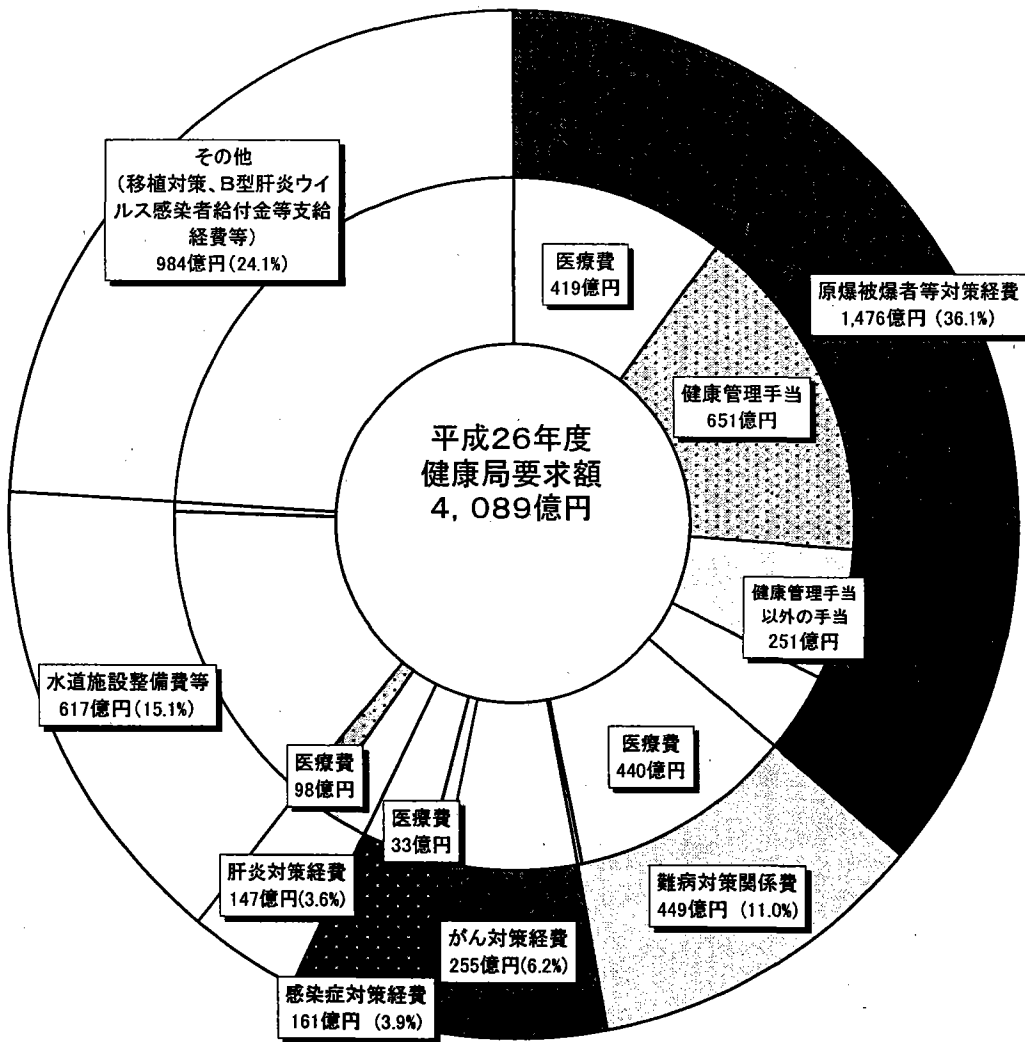 その他
(移植対策、B型肝炎ウイ
ルス感染者給付金等支給
経費等)
984億円(24.1%)
医療費
419億円
原爆被爆者等対策経費
1,476億円 (36.1%)
健康管理手当
651億円
平成26年度
健康局要求額
4,089億円
健康管理手当
以外の手当
251億円
水道施設整備費等
617億円(15.1%)
医療費
440億円
医療費
98億円
医療費
33億円
肝炎対策経費
147億円(3.6%)
難病対策関係費
449億円 (11.0%)
がん対策経費
255億円(6.2%)
感染症対策経費
161億円 (3.9%)